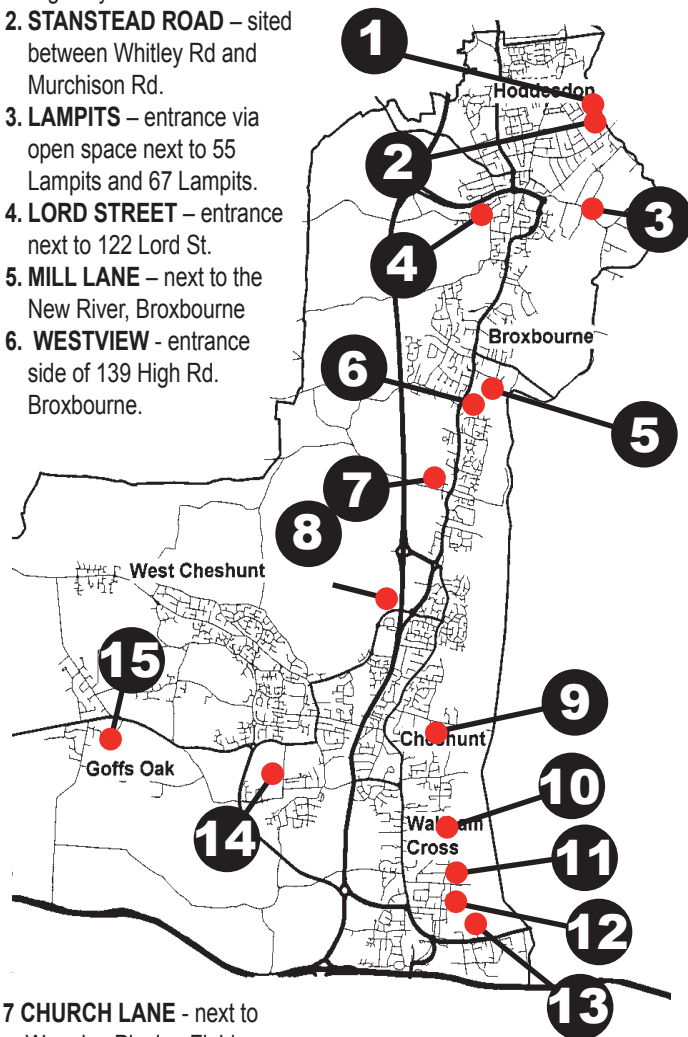 2. STANSTEAD ROAD – sited
between Whitley Rd and
Murchison Rd.
3. LAMPITS – entrance via
open space next to 55
Lampits and 67 Lampits.
4. LORD STREET – entrance
next to 122 Lord St.
5. MILL LANE – next to the
New River, Broxbourne
6. WESTVIEW - entrance
side of 139 High Rd.
Broxbourne.
1
Hoddesdon
2
3
4
Broxbourne
6
5
7
8
West Cheshunt
15
9
Cheshunt
Goffs Oak
10
14
Waltham
Cross
11
12
13
7 CHURCH LANE - next to